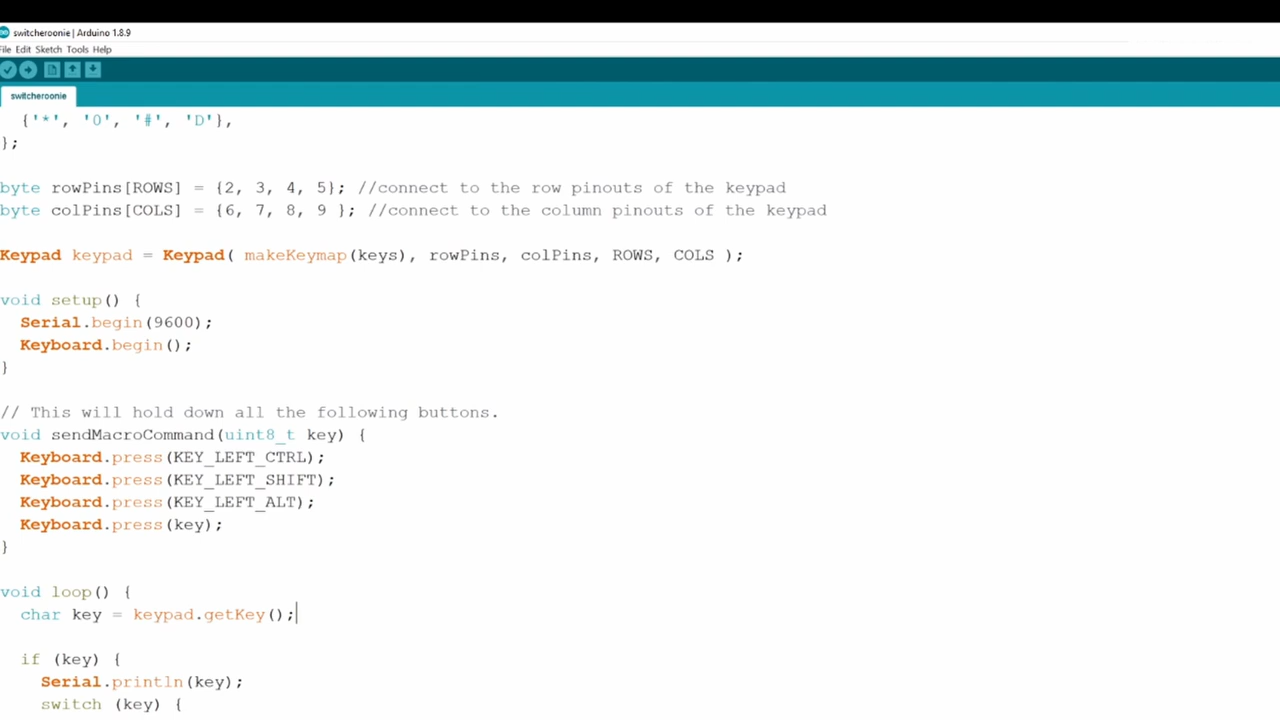 switcheroonie | Arduino 1.8.9
File Edit Sketch Tools Help
switcheroonie
{'*', '0', '#', 'D'},
};
byte rowPins[ROWS] = {2, 3, 4, 5}; //connect to the row pinouts of the keypad
byte colPins[COLS] = {6, 7, 8, 9 }; //connect to the column pinouts of the keypad
Keypad keypad = Keypad( makeKeymap(keys), rowPins, colPins, ROWS, COLS );
void setup() {
Serial.begin(9600);
Keyboard.begin();
}
// This will hold down all the following buttons.
void sendMacroCommand(uint8_t key) {
Keyboard.press(KEY_LEFT_CTRL);
Keyboard.press(KEY_LEFT_SHIFT);
Keyboard.press(KEY_LEFT_ALT);
Keyboard.press(key);
}
void loop() {
char key = keypad.getKey();
if (key) {
Serial.println(key);
switch (key) {